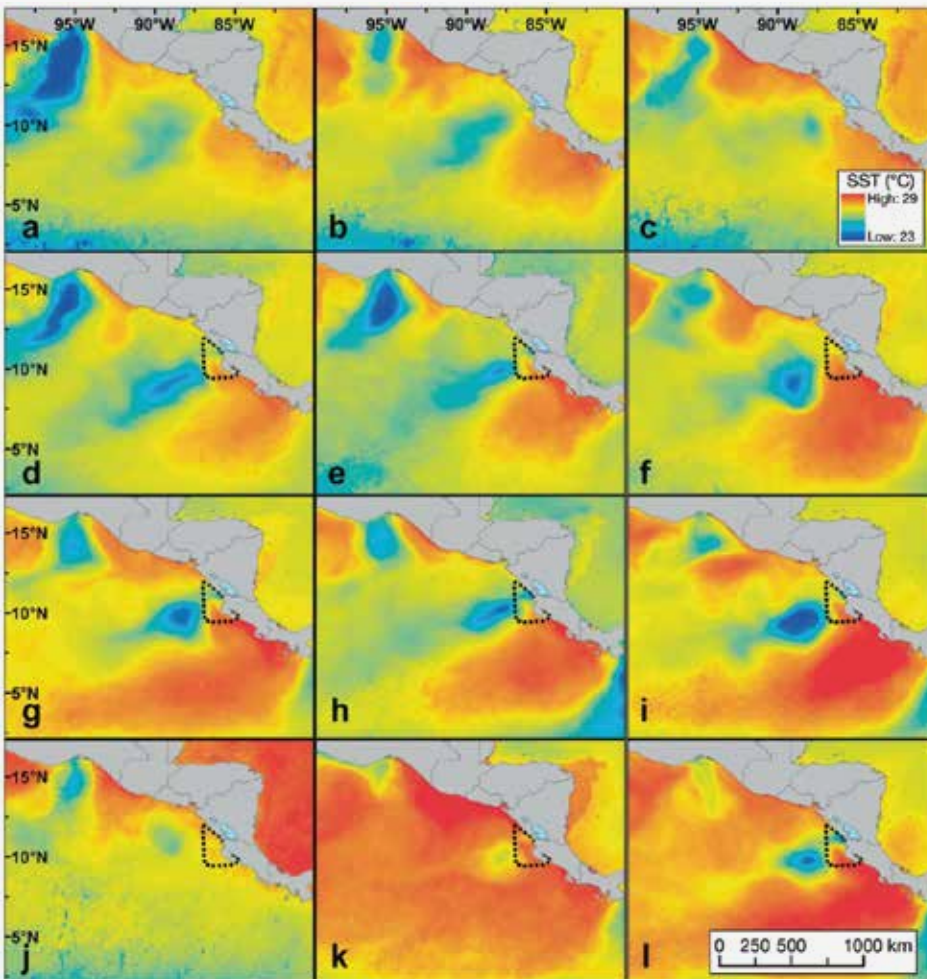 95°W 90°W 85°W 95°W 90°W 85°W 95°W 90°W 85°W
15°N
10°N
5°N
a b c
SST (°C)
High: 29
Low: 23
15°N
10°N
5°N
d e f
15°N
10°N
5°N
g h i
15°N
10°N
5°N
j k l
0 250 500 1000 km